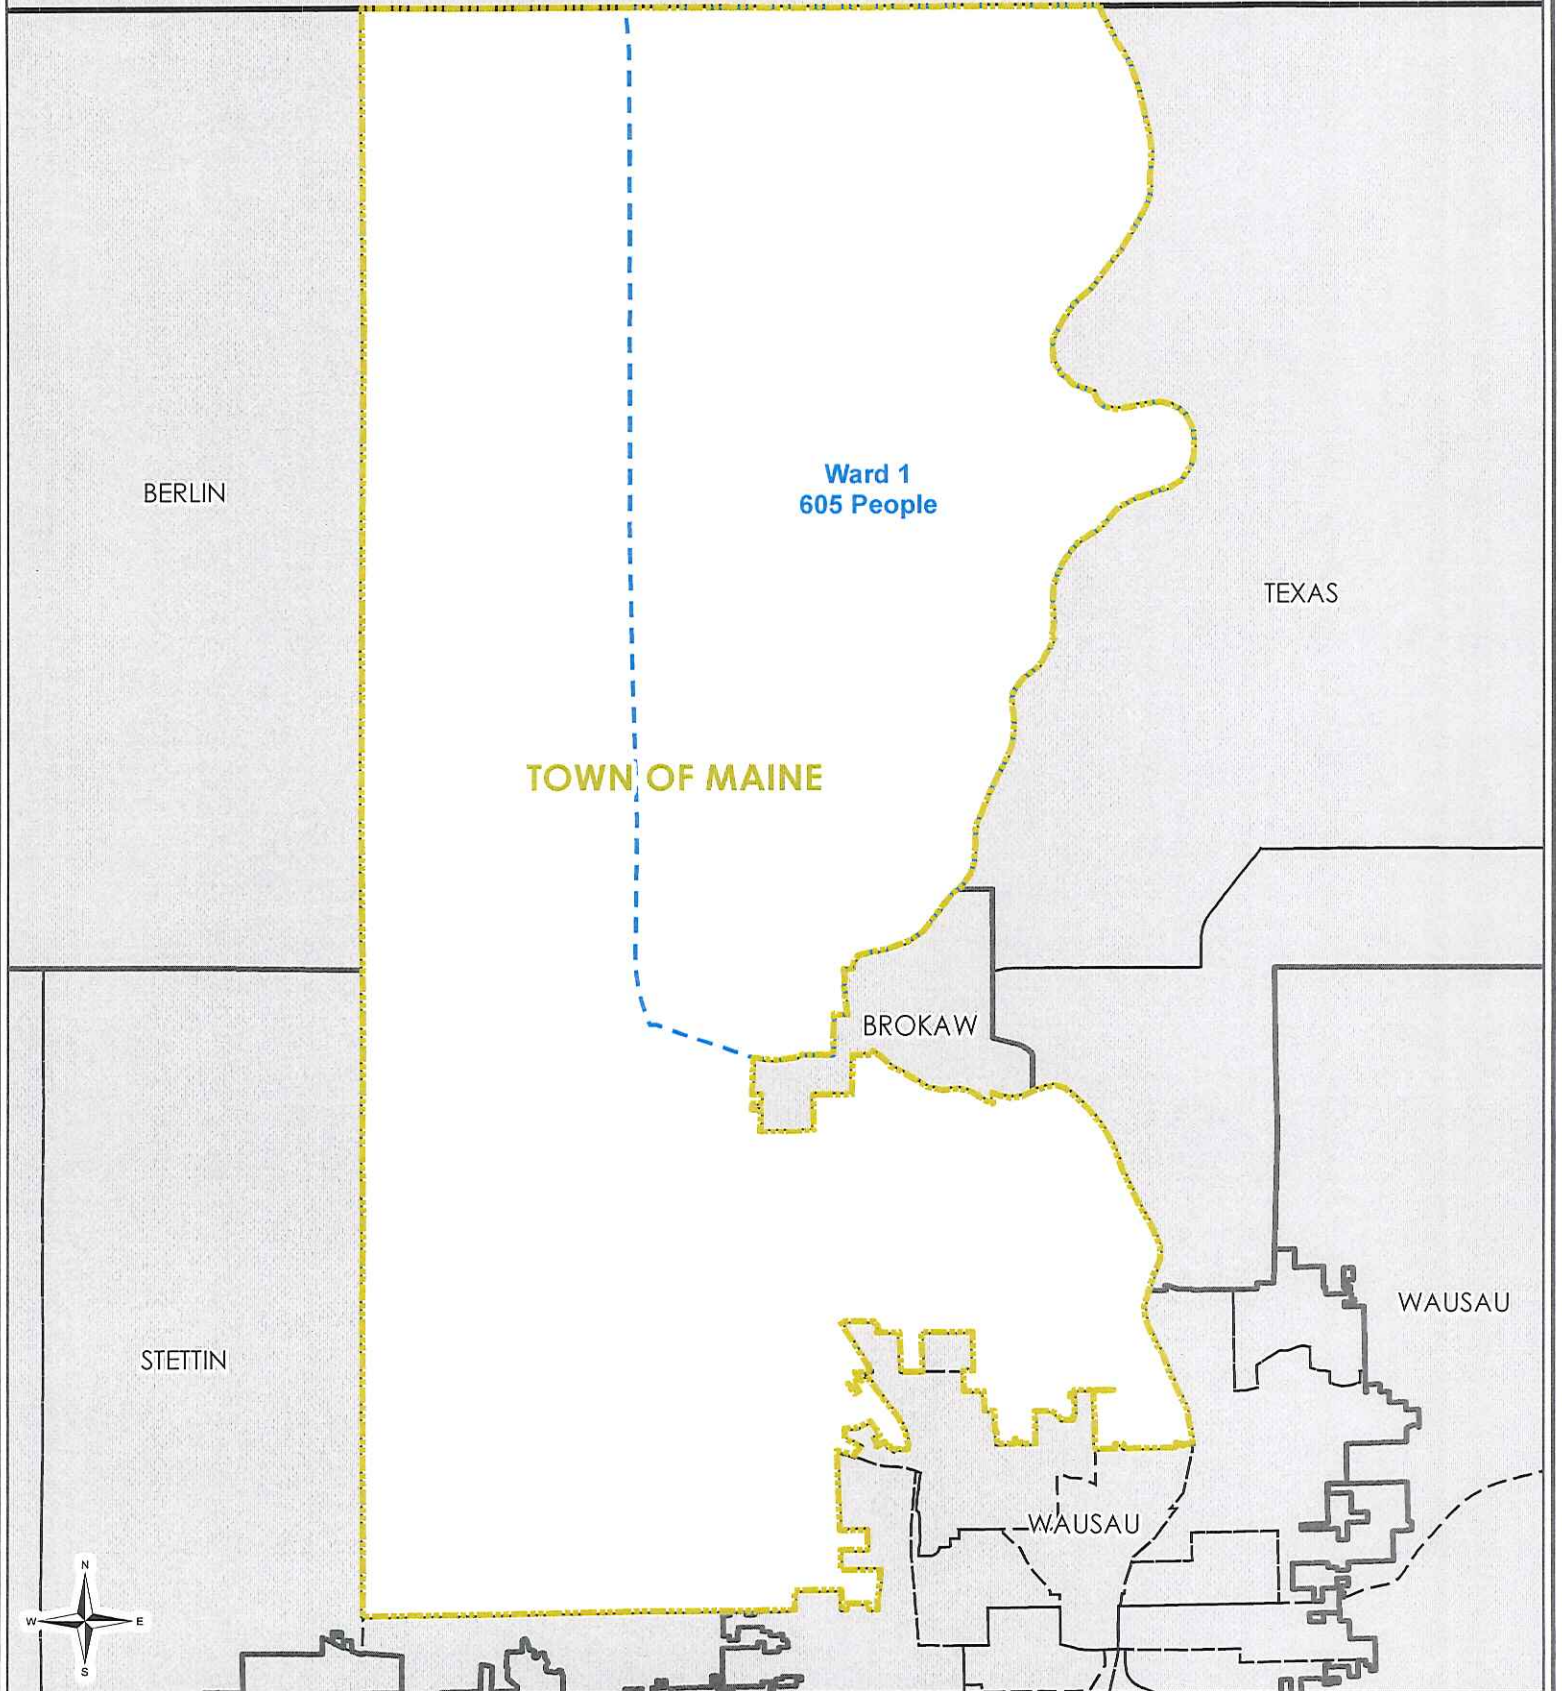 Ward 1
605 People
BERLIN
TEXAS
TOWN OF MAINE
BROKAW
WAUSAU
STETTIN
WAUSAU
N
W E
S